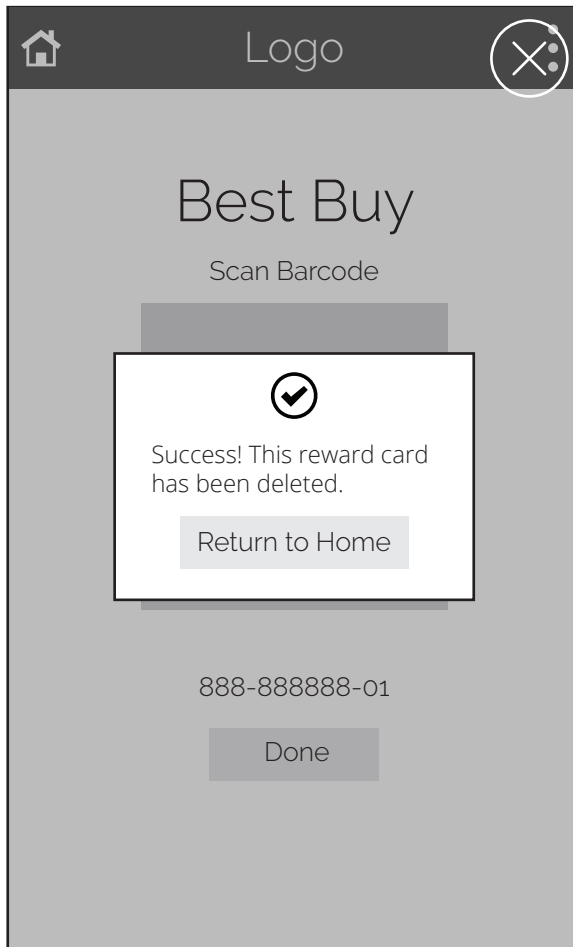 Logo
Best Buy
Scan Barcode
Success! This reward card
has been deleted.
Return to Home
888-888888-01
Done